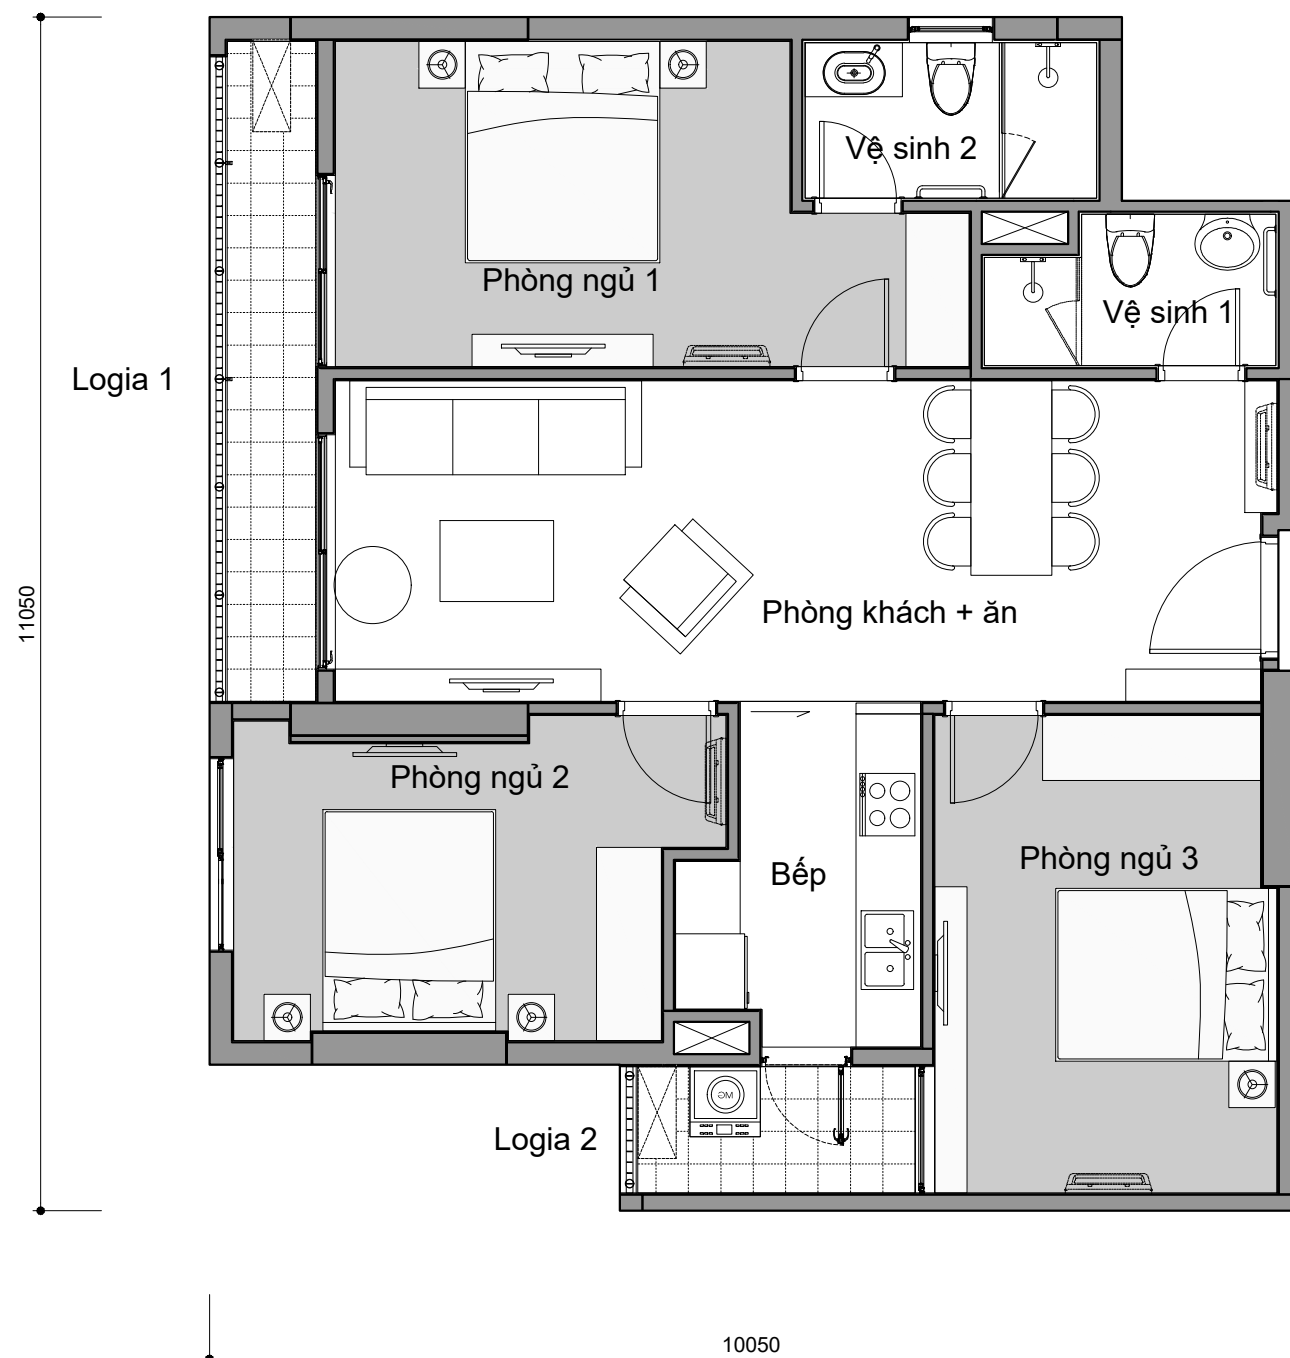 Vệ sinh 2
Phòng ngủ 1
Vệ sinh 1
Logia 1
11050
Phòng khách + ăn
Phòng ngủ 2
Bếp
Phòng ngủ 3
MG
Logia 2
10050